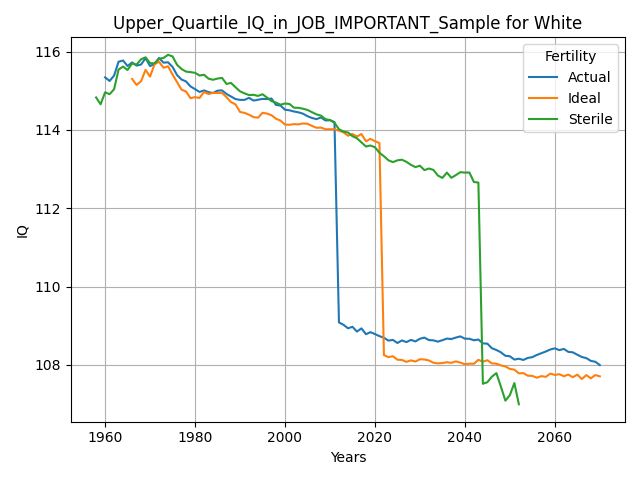 Upper_Quartile_IQ_in_JOB_IMPORTANT_Sample for White
116
114
112
110
108
IQ
1960
1980
2000
2020
2040
2060
Years
Fertility
Actual
Ideal
Sterile